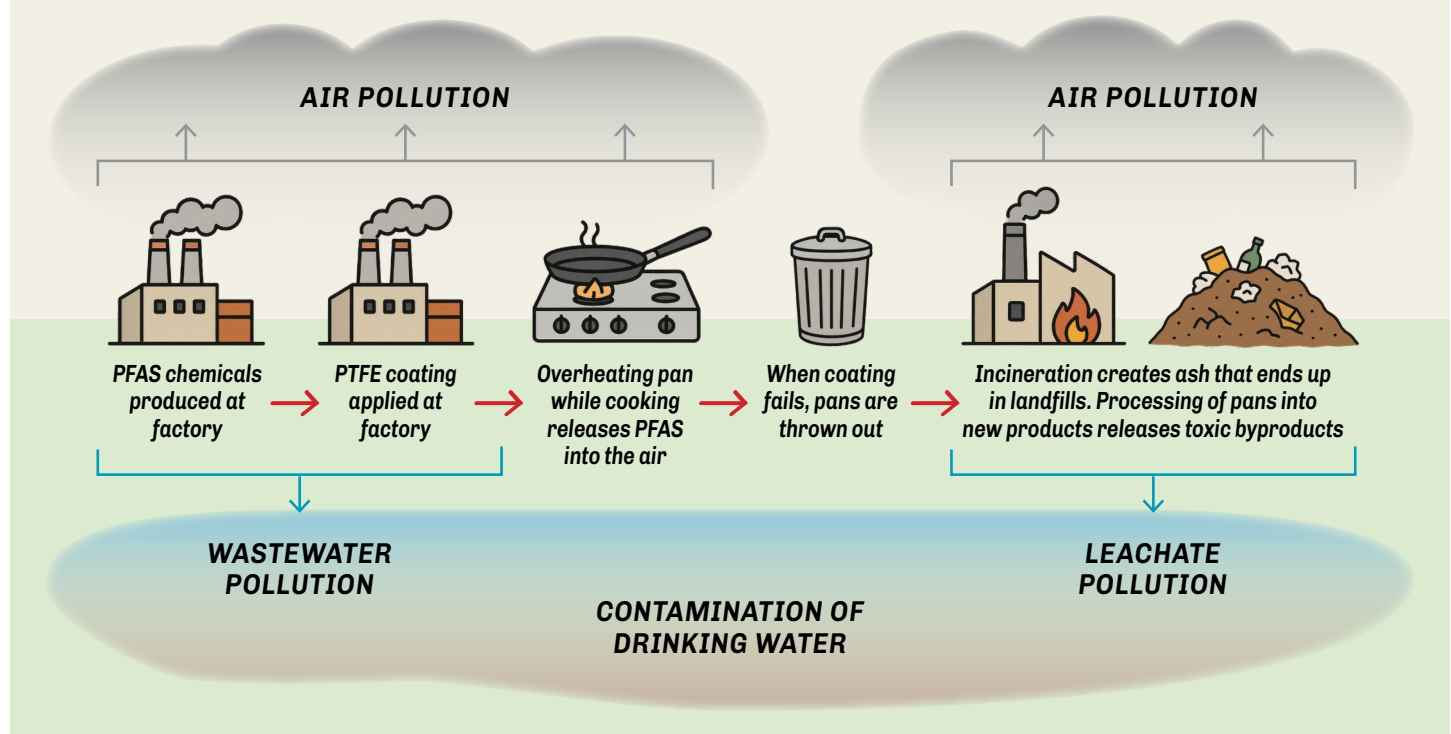 AIR POLLUTION
AIR POLLUTION
PFAS chemicals
produced at
factory
PTFE coating
applied at
factory
Overheating pan
while cooking
releases PFAS
into the air
When coating
fails, pans are
thrown out
Incineration creates ash that ends up
in landfills. Processing of pans into
new products releases toxic byproducts
WASTEWATER
POLLUTION
LEACHATE
POLLUTION
CONTAMINATION OF
DRINKING WATER